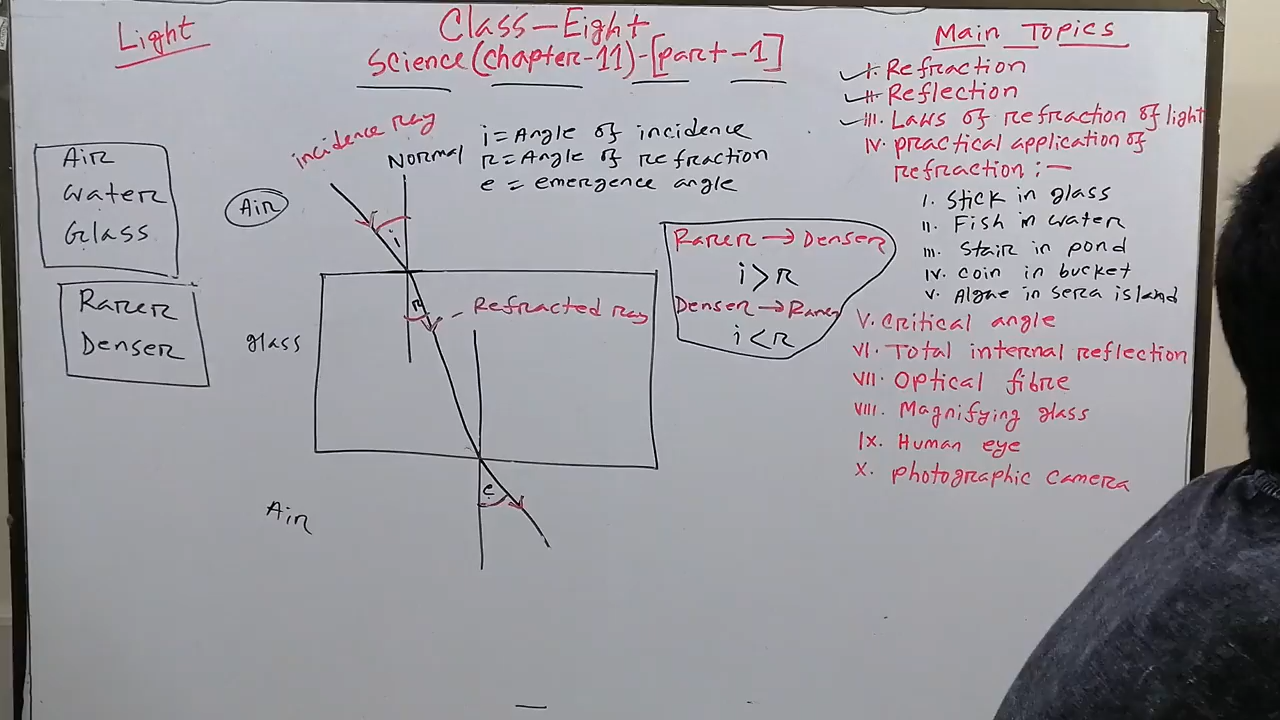 Light
Class-Eight
Science (chapter-11)-[part-1]
Air
Water
Glass
Rarer
Denser
incidence ray
NORMAL
i = Angle of incidence
r = Angle of refraction
e = emergence angle
Air
i
r
Refracted ray
glass
e
Air
Rarer → Denser
i > r
Denser → Rarer
i < r
Main Topics
I. Refraction
II. Reflection
III. Laws of refraction of light
IV. practical application of
refraction :—
I. Stick in glass
II. Fish in water
III. Stair in pond
IV. coin in bucket
V. Algae in sera island
V. Critical angle
VI. Total internal reflection
VII. Optical fibre
VIII. Magnifying glass
IX. Human eye
X. photographic camera